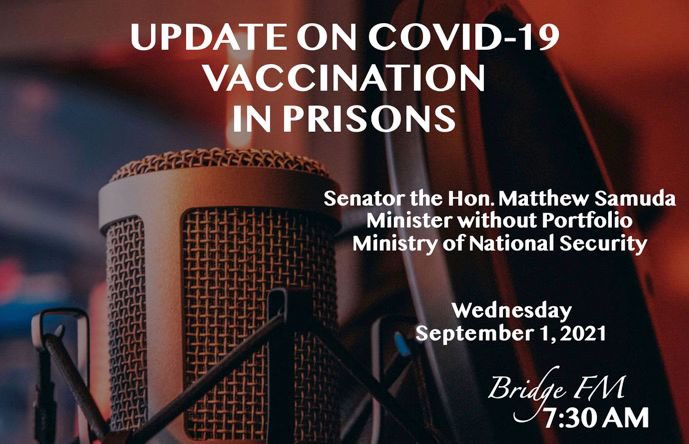 UPDATE ON COVID-19
VACCINATION
IN PRISONS
Senator the Hon. Matthew Samuda
Minister without Portfolio
Ministry of National Security
Wednesday
September 1, 2021
Bridge FM
7:30 AM